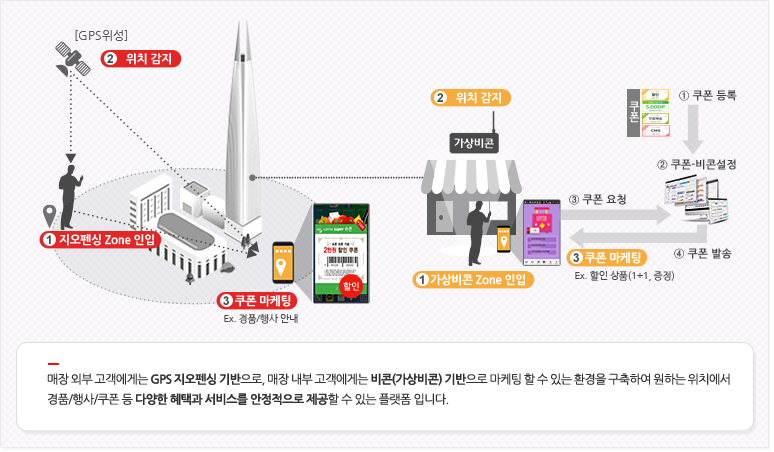 [GPS위성]
2 위치 감지
1 지오펜싱 Zone 인입
2만원 할인 쿠폰
할인
3 쿠폰 마케팅
Ex. 경품/행사 안내
2 위치 감지
가상비콘
1 가상비콘 Zone 인입
쿠폰
5,000P
① 쿠폰 등록
② 쿠폰-비콘설정
③ 쿠폰 요청
④ 쿠폰 발송
3 쿠폰 마케팅
Ex. 할인 상품(1+1, 증정)
매장 외부 고객에게는 GPS 지오펜싱 기반으로, 매장 내부 고객에게는 비콘(가상비콘) 기반으로 마케팅 할 수 있는 환경을 구축하여 원하는 위치에서
경품/행사/쿠폰 등 다양한 혜택과 서비스를 안정적으로 제공할 수 있는 플랫폼 입니다.